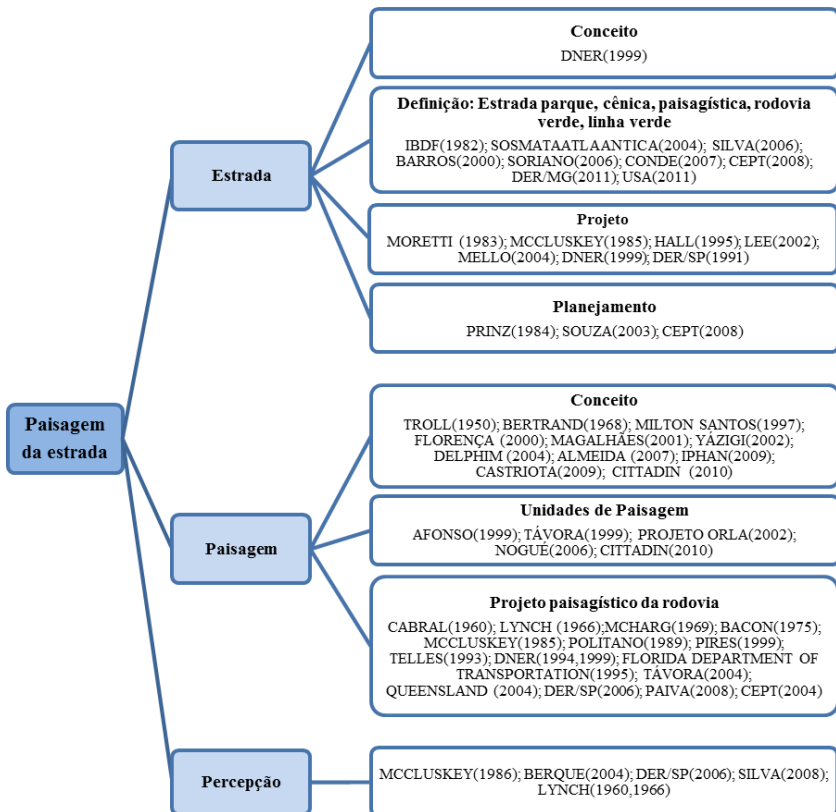 Conceito
DNER(1999)
Definição: Estrada parque, cênica, paisagística, rodovia
verde, linha verde
IBDF(1982); SOSMATAATLAANTICA(2004); SILVA(2006);
BARROS(2000); SORIANO(2006); CONDE(2007); CEPT(2008);
DER/MG(2011); USA(2011)
Estrada
Projeto
MORETTI (1983); MCCLUSKEY(1985); HALL(1995); LEE(2002);
MELLO(2004); DNER(1999); DER/SP(1991)
Planejamento
PRINZ(1984); SOUZA(2003); CEPT(2008)
Paisagem
da estrada
Conceito
TROLL(1950); BERTRAND(1968); MILTON SANTOS(1997);
FLORENÇA (2000); MAGALHÃES(2001); YÁZIGI(2002);
DELPHIM (2004); ALMEIDA (2007); IPHAN(2009);
CASTRIOTA(2009); CITTADIN (2010)
Paisagem
Unidades de Paisagem
AFONSO(1999); TÁVORA(1999); PROJETO ORLA(2002);
NOGUÉ(2006); CITTADIN(2010)
Projeto paisagístico da rodovia
CABRAL(1960); LYNCH (1966);MCHARG(1969); BACON(1975);
MCCLUSKEY(1985); POLITANO(1989); PIRES(1999);
TELLES(1993); DNER(1994,1999); FLORIDA DEPARTMENT OF
TRANSPORTATION(1995); TÁVORA(2004);
QUEENSLAND (2004); DER/SP(2006); PAIVA(2008); CEPT(2004)
Percepção
MCCLUSKEY(1986); BERQUE(2004); DER/SP(2006); SILVA(2008);
LYNCH(1960,1966)